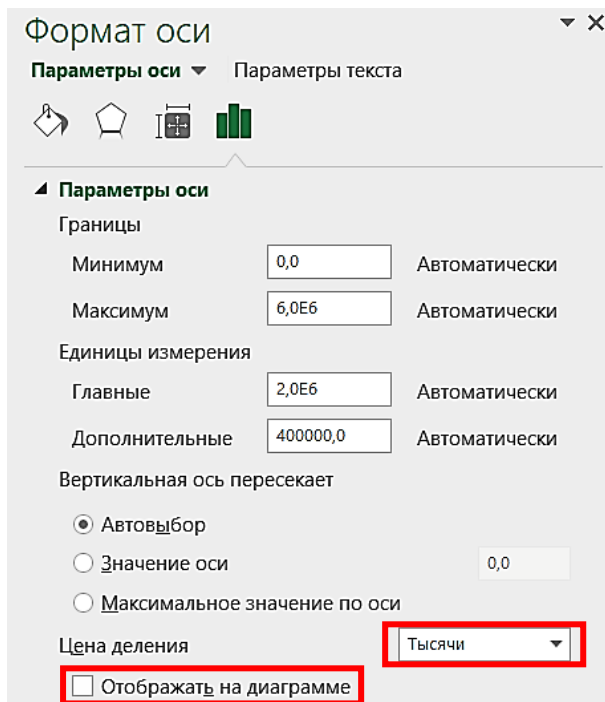 Формат оси
Параметры оси Параметры текста
Параметры оси
Границы
Минимум 0,0 Автоматически
Максимум 6,0E6 Автоматически
Единицы измерения
Главные 2,0E6 Автоматически
Дополнительные 400000,0 Автоматически
Вертикальная ось пересекает
Автовыбор
Значение оси 0,0
Максимальное значение по оси
Цена деления Тысячи
Отображать на диаграмме